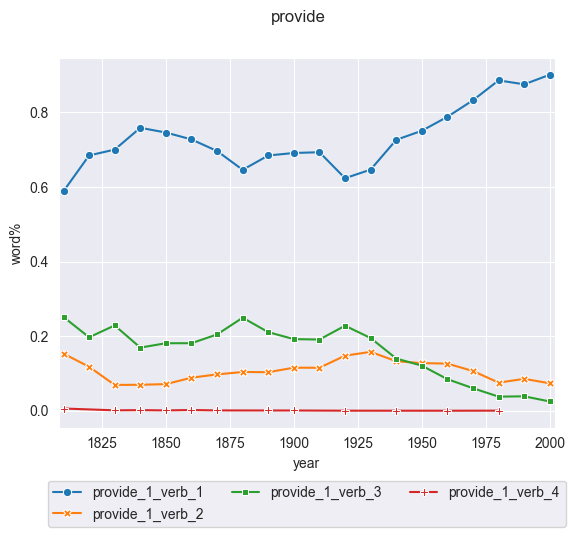 provide
0.8
0.6
0.4
0.2
0.0
word%
1825 1850 1875 1900 1925 1950 1975 2000
year
provide_1_verb_1 provide_1_verb_3 provide_1_verb_4
provide_1_verb_2